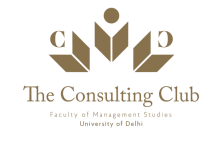 The Consulting Club
Faculty of Management Studies
University of Delhi